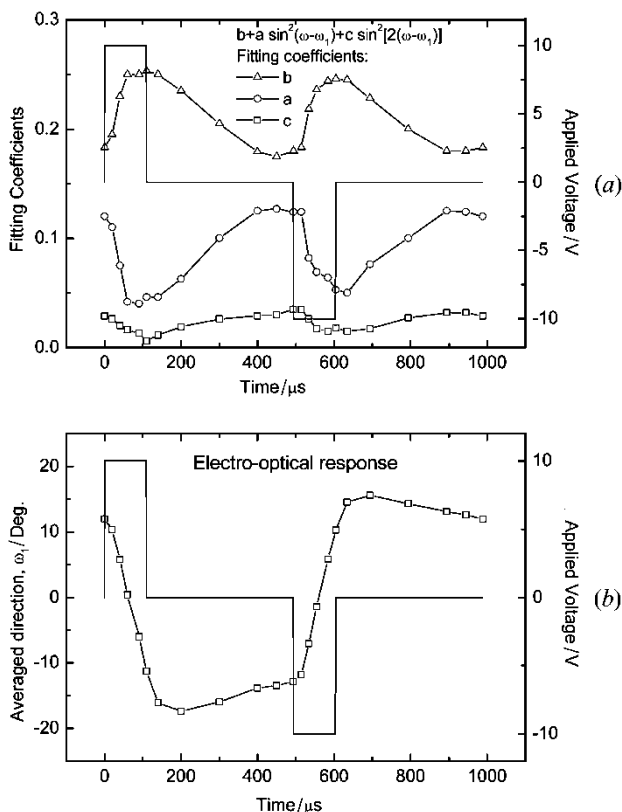 b+a sin²(ω-ω₁)+c sin²[2(ω-ω₁)]
Fitting coefficients:
b
a
c
0.3
0.2
0.1
0.0
Fitting Coefficients
10
5
0
-5
-10
Applied Voltage /V
(a)
0 200 400 600 800 1000
Time/μs
Electro-optical response
20
10
0
-10
-20
Averaged direction, ω₁/Deg.
10
0
-10
Applied Voltage /V
(b)
0 200 400 600 800 1000
Time/μs